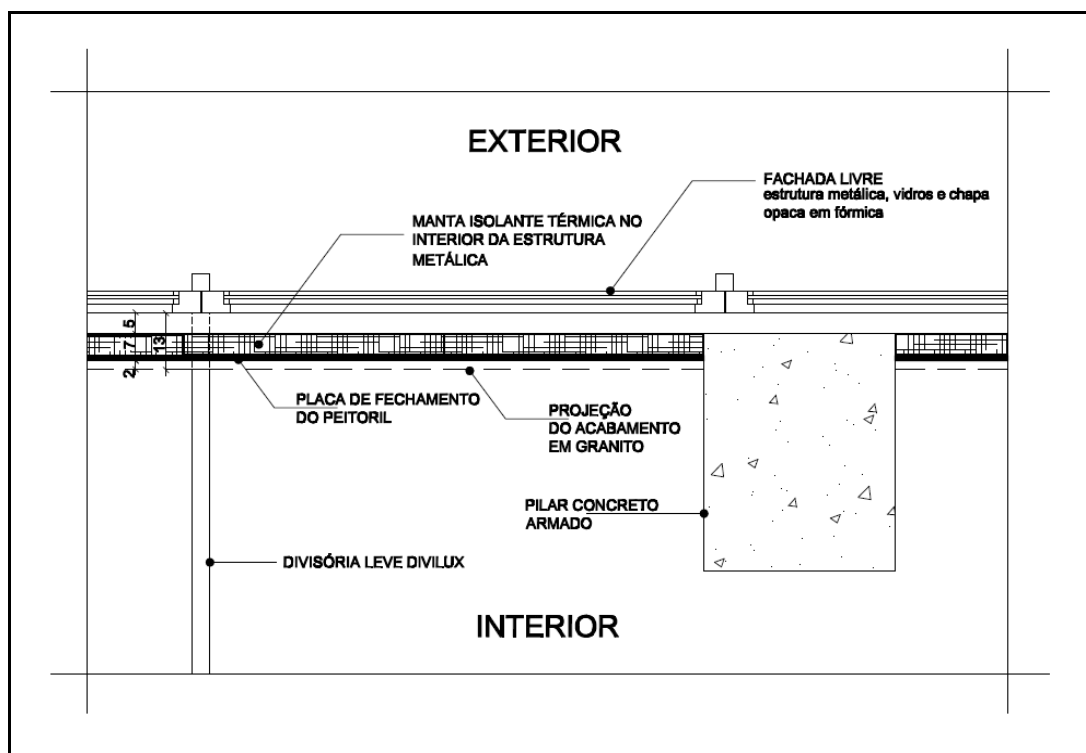 EXTERIOR
FACHADA LIVRE
estrutura metálica, vidros e chapa
opaca em fórmica
MANTA ISOLANTE TÉRMICA NO
INTERIOR DA ESTRUTURA
METÁLICA
5
7
13
2
PLACA DE FECHAMENTO
DO PEITORIL
PROJEÇÃO
DO ACABAMENTO
EM GRANITO
PILAR CONCRETO
ARMADO
DIVISÓRIA LEVE DIVILUX
INTERIOR